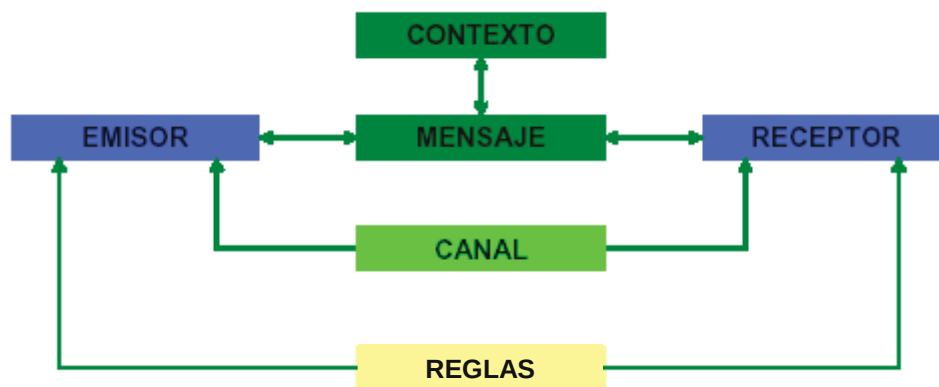 CONTEXTO
EMISOR
MENSAJE
RECEPTOR
CANAL
REGLAS